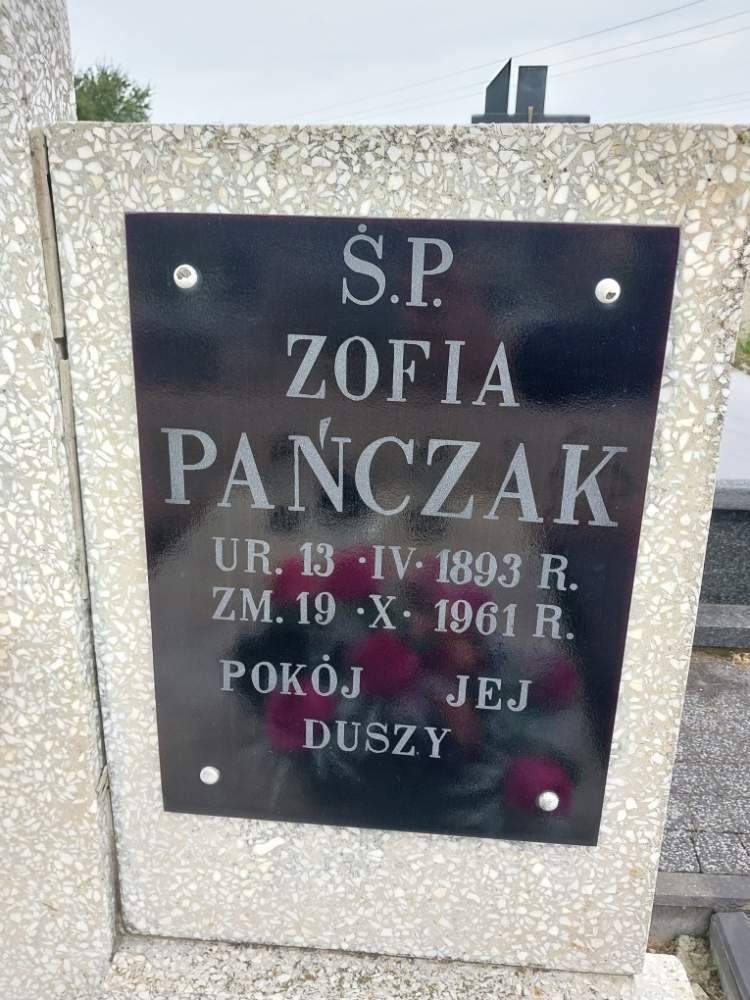 Ṡ.P.
ZOFIA
PAŃCZAK
UR. 13 ·IV· 1893 R.
ZM. 19 ·X· 1961 R.
POKÓJ JEJ
DUSZY